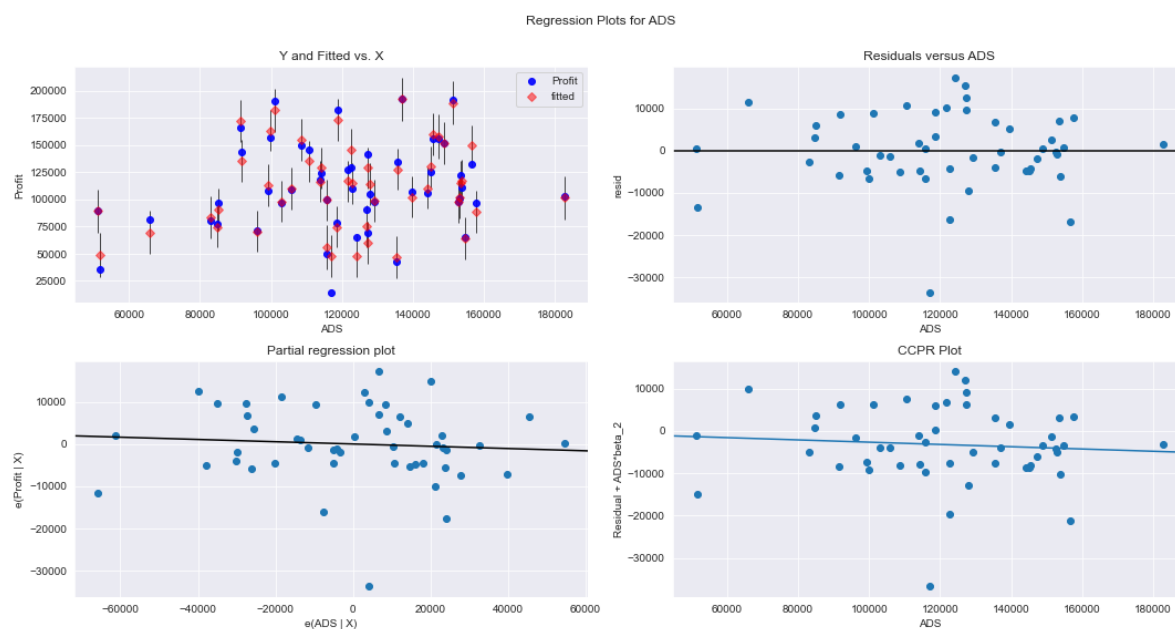 Regression Plots for ADS
Y and Fitted vs. X
Profit
fitted
200000
175000
150000
125000
100000
75000
50000
25000
Profit
60000 80000 100000 120000 140000 160000 180000
ADS
Residuals versus ADS
10000
0
−10000
−20000
−30000
resid
60000 80000 100000 120000 140000 160000 180000
ADS
Partial regression plot
10000
0
−10000
−20000
−30000
e(Profit | X)
−60000 −40000 −20000 0 20000 40000 60000
e(ADS | X)
CCPR Plot
10000
0
−10000
−20000
−30000
Residual + ADS*beta_2
60000 80000 100000 120000 140000 160000 180000
ADS